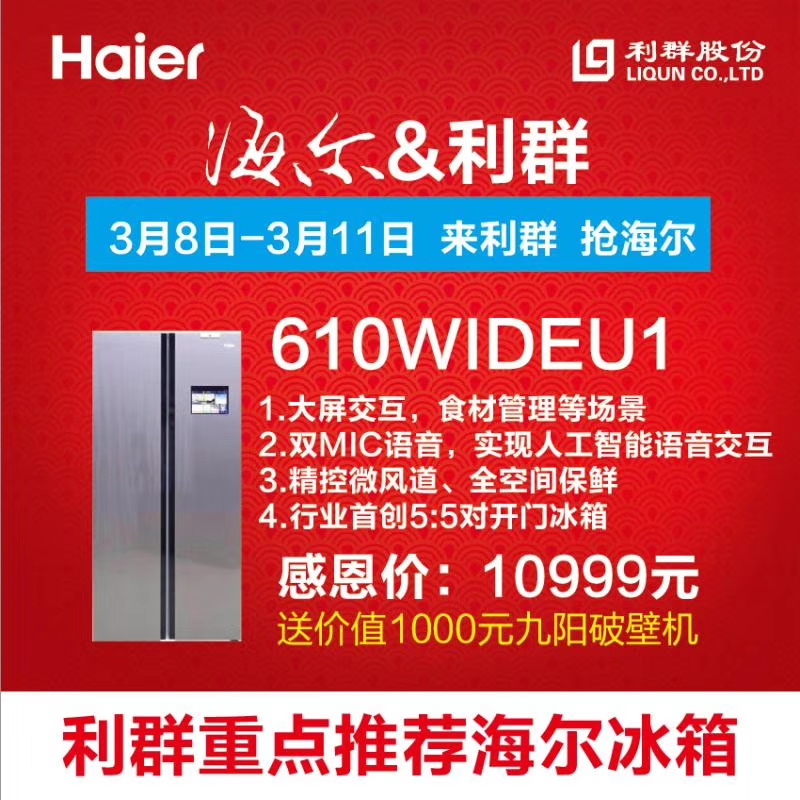 Haier
利群股份
LIQUN CO.,LTD
海尔&利群
3月8日-3月11日 来利群 抢海尔
610WIDEU1
1.大屏交互，食材管理等场景
2.双MIC语音，实现人工智能语音交互
3.精控微风道、全空间保鲜
4.行业首创5:5对开门冰箱
感恩价：10999元
送价值1000元九阳破壁机
利群重点推荐海尔冰箱